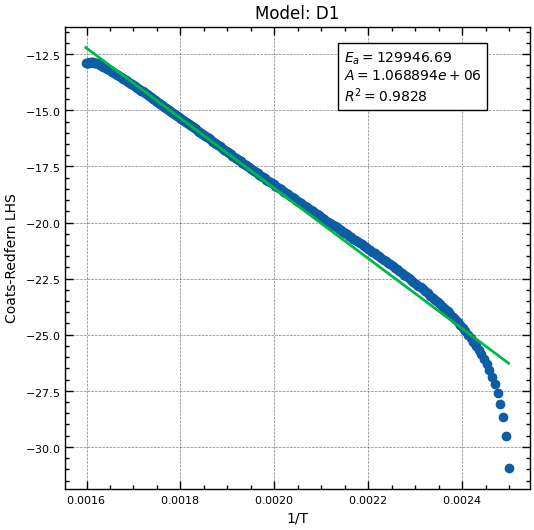 Model: D1
E_a = 129946.69
A = 1.068894e + 06
R^2 = 0.9828
Coats-Redfern LHS
−12.5
−15.0
−17.5
−20.0
−22.5
−25.0
−27.5
−30.0
0.0016 0.0018 0.0020 0.0022 0.0024
1/T